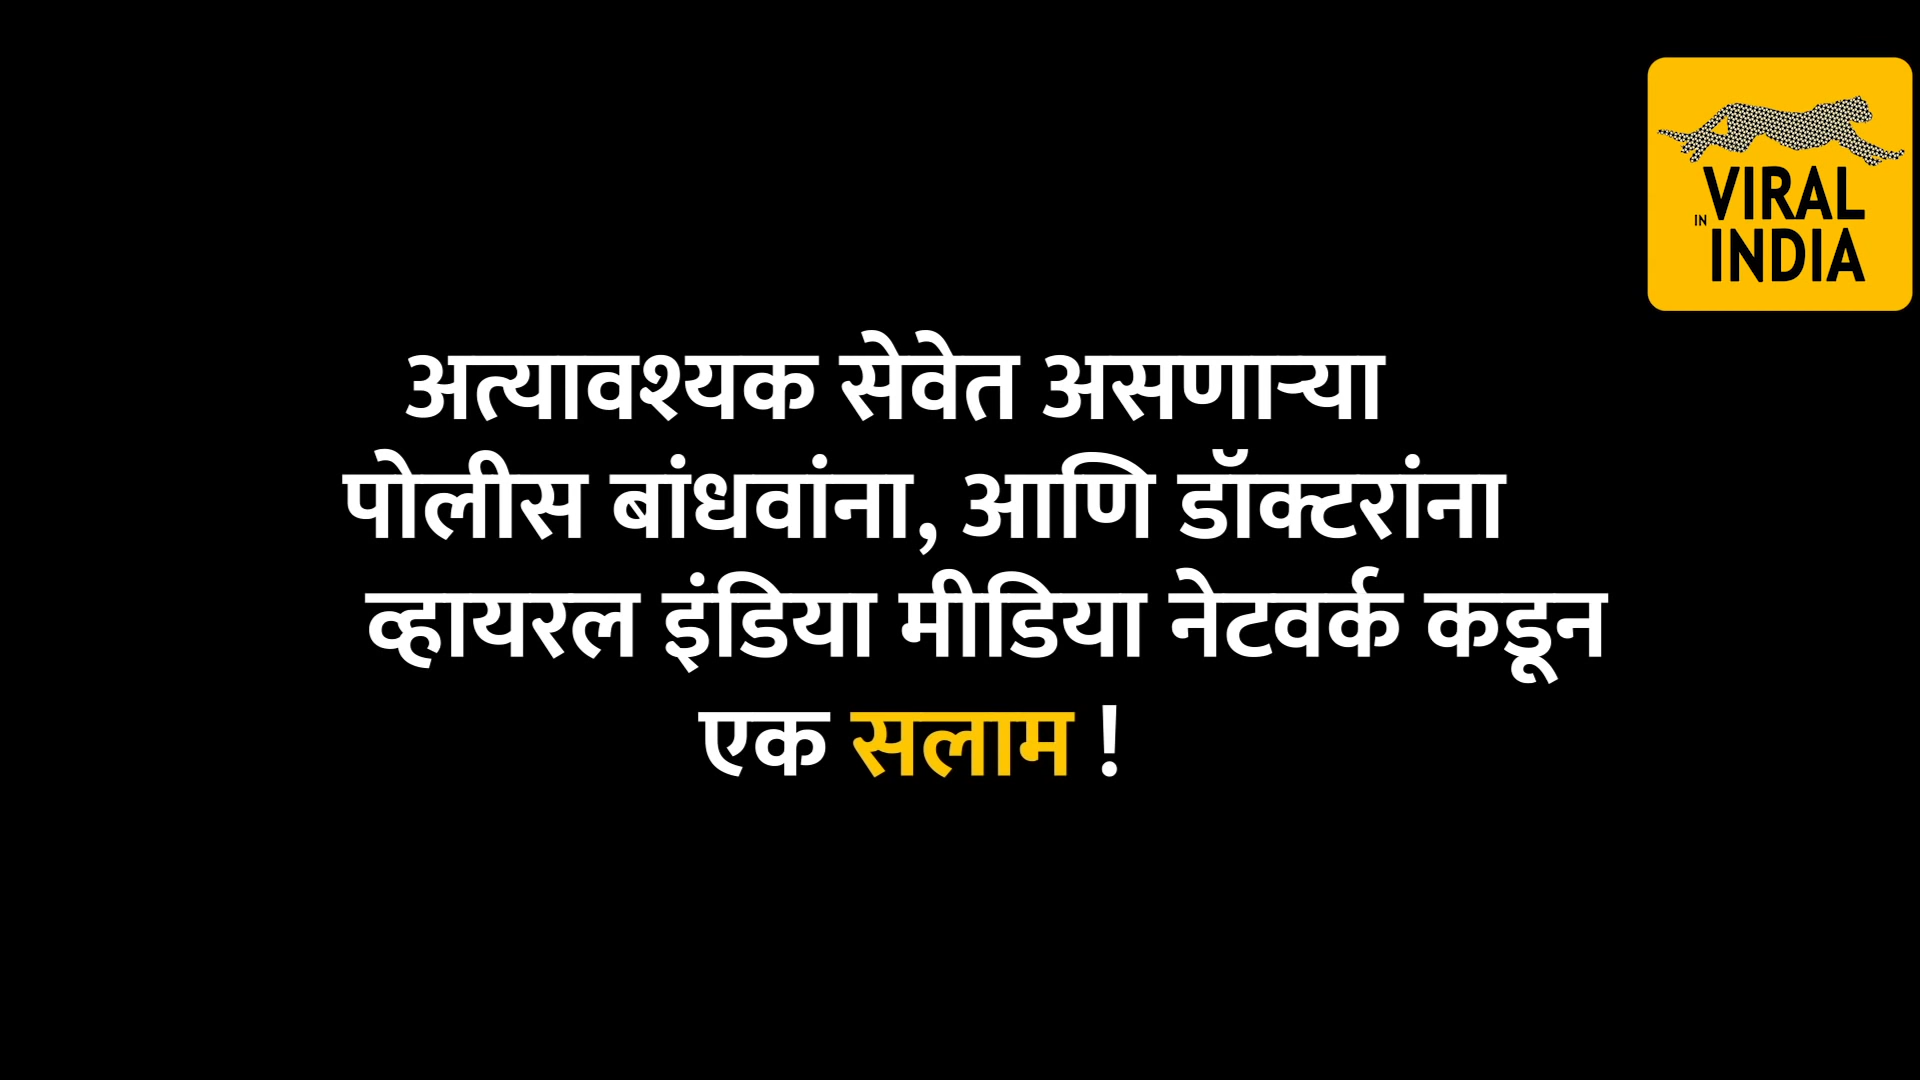 VIRAL
IN
INDIA
अत्यावश्यक सेवेत असणाऱ्या
पोलीस बांधवांना, आणि डॉक्टरांना
व्हायरल इंडिया मीडिया नेटवर्क कडून
एक सलाम !